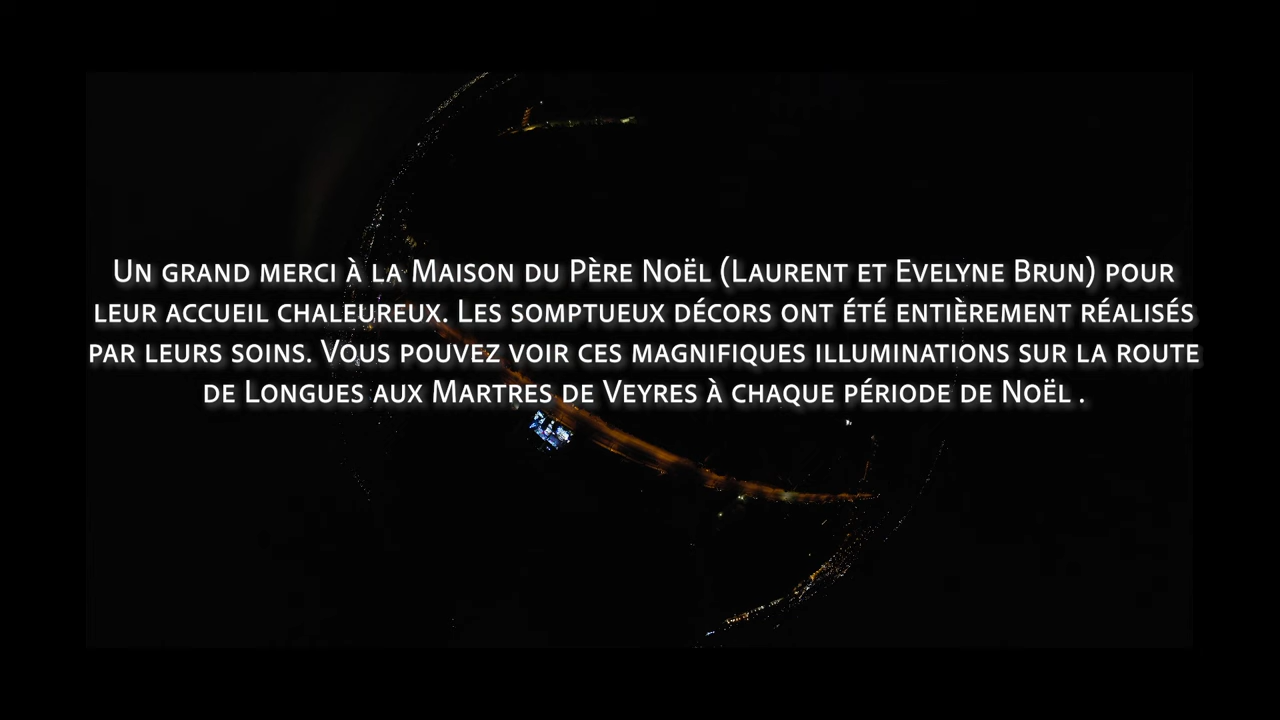 Un grand merci à la Maison du Père Noël (Laurent et Evelyne Brun) pour
leur accueil chaleureux. Les somptueux décors ont été entièrement réalisés
par leurs soins. Vous pouvez voir ces magnifiques illuminations sur la route
de Longues aux Martres de Veyres à chaque période de Noël .